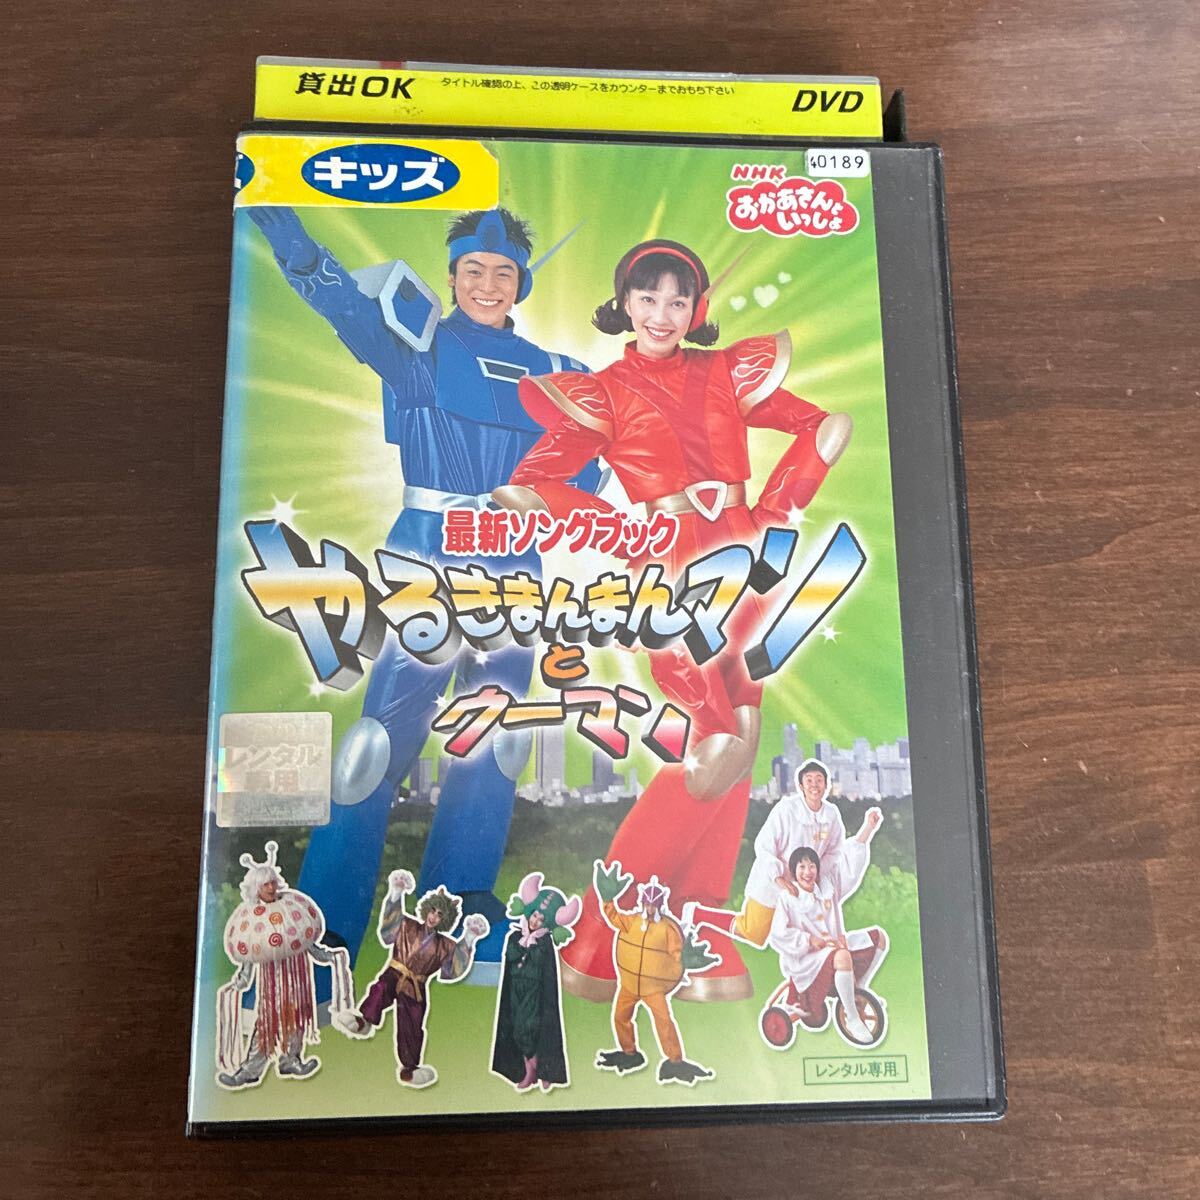 貸出OK
タイトル確認の上、この透明ケースをカウンターまでおもち下さい
DVD
キッズ
40189
NHK
おかあさんと
いっしょ
最新ソングブック
やるきまんまんマン
と
ウーマン
レンタル
専用
レンタル専用